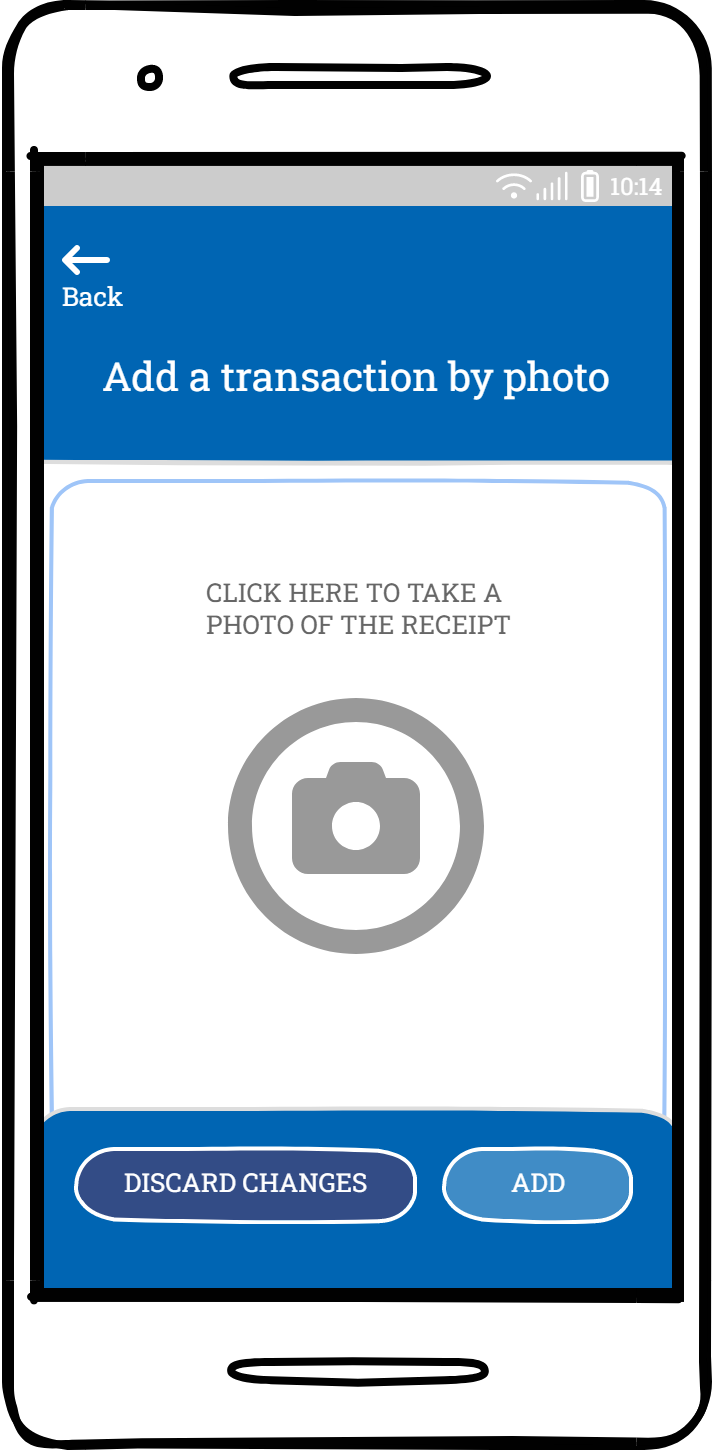 10:14
Back
Add a transaction by photo
CLICK HERE TO TAKE A
PHOTO OF THE RECEIPT
DISCARD CHANGES
ADD